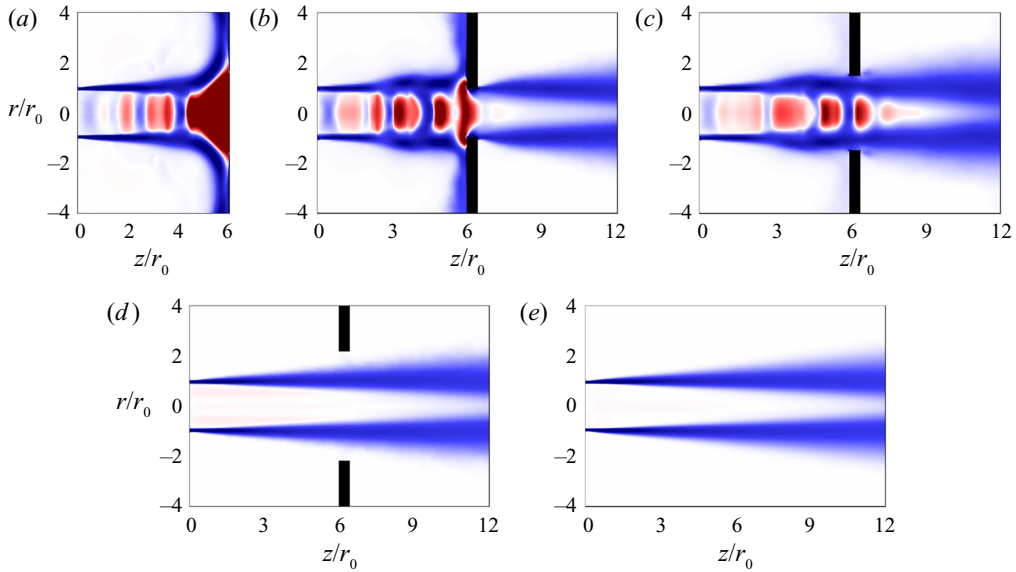 (a) (b) (c)
4 4 4
2 2 2
r/r0 0 0 0
–2 –2 –2
–4 –4 –4
0 2 4 6 0 3 6 9 12 0 3 6 9 12
z/r0 z/r0 z/r0
(d) (e)
4 4
2 2
r/r0 0 0
–2 –2
–4 –4
0 3 6 9 12 0 3 6 9 12
z/r0 z/r0